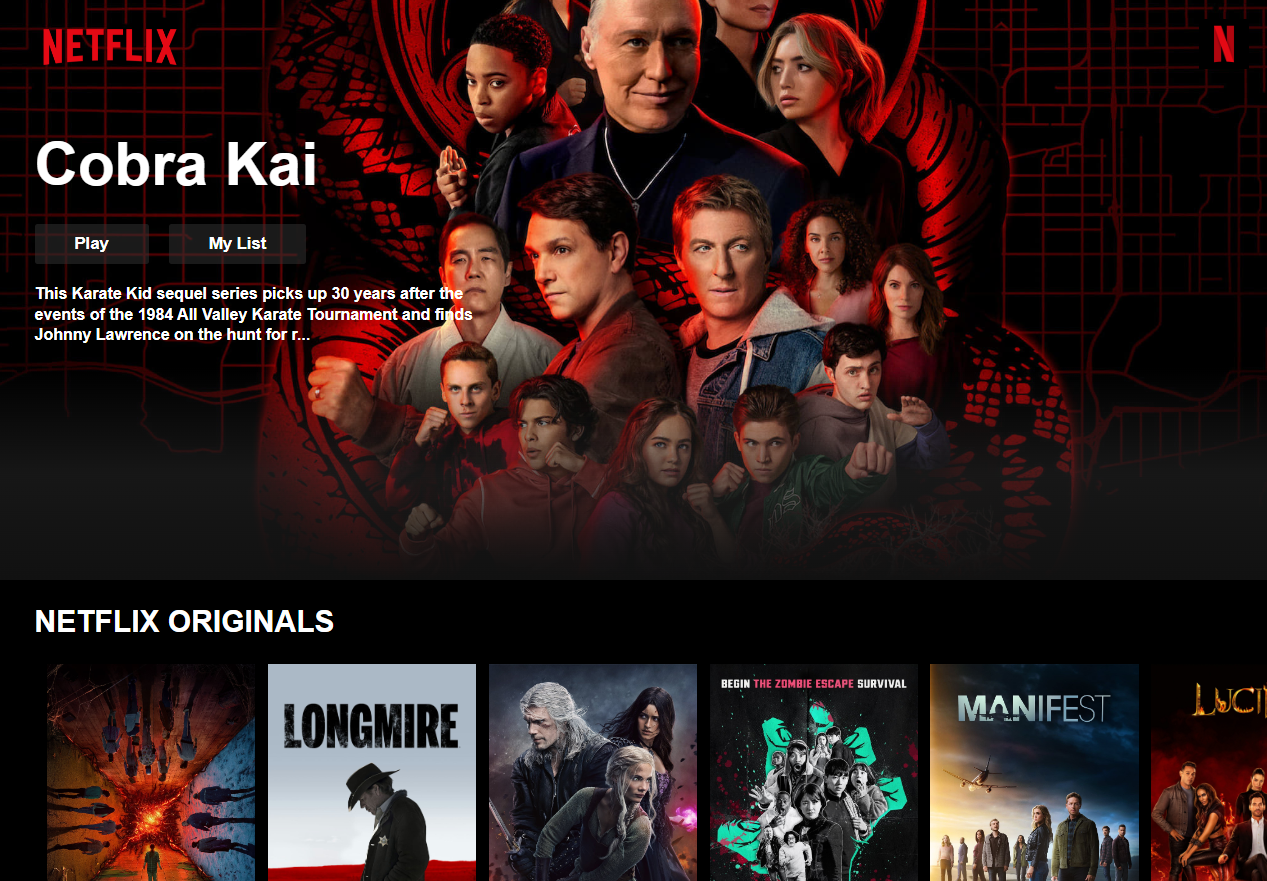 NETFLIX
N
Cobra Kai
Play
My List
This Karate Kid sequel series picks up 30 years after the
events of the 1984 All Valley Karate Tournament and finds
Johnny Lawrence on the hunt for r...
NETFLIX ORIGINALS
LONGMIRE
BEGIN THE ZOMBIE ESCAPE SURVIVAL
MANIFEST
LUCI